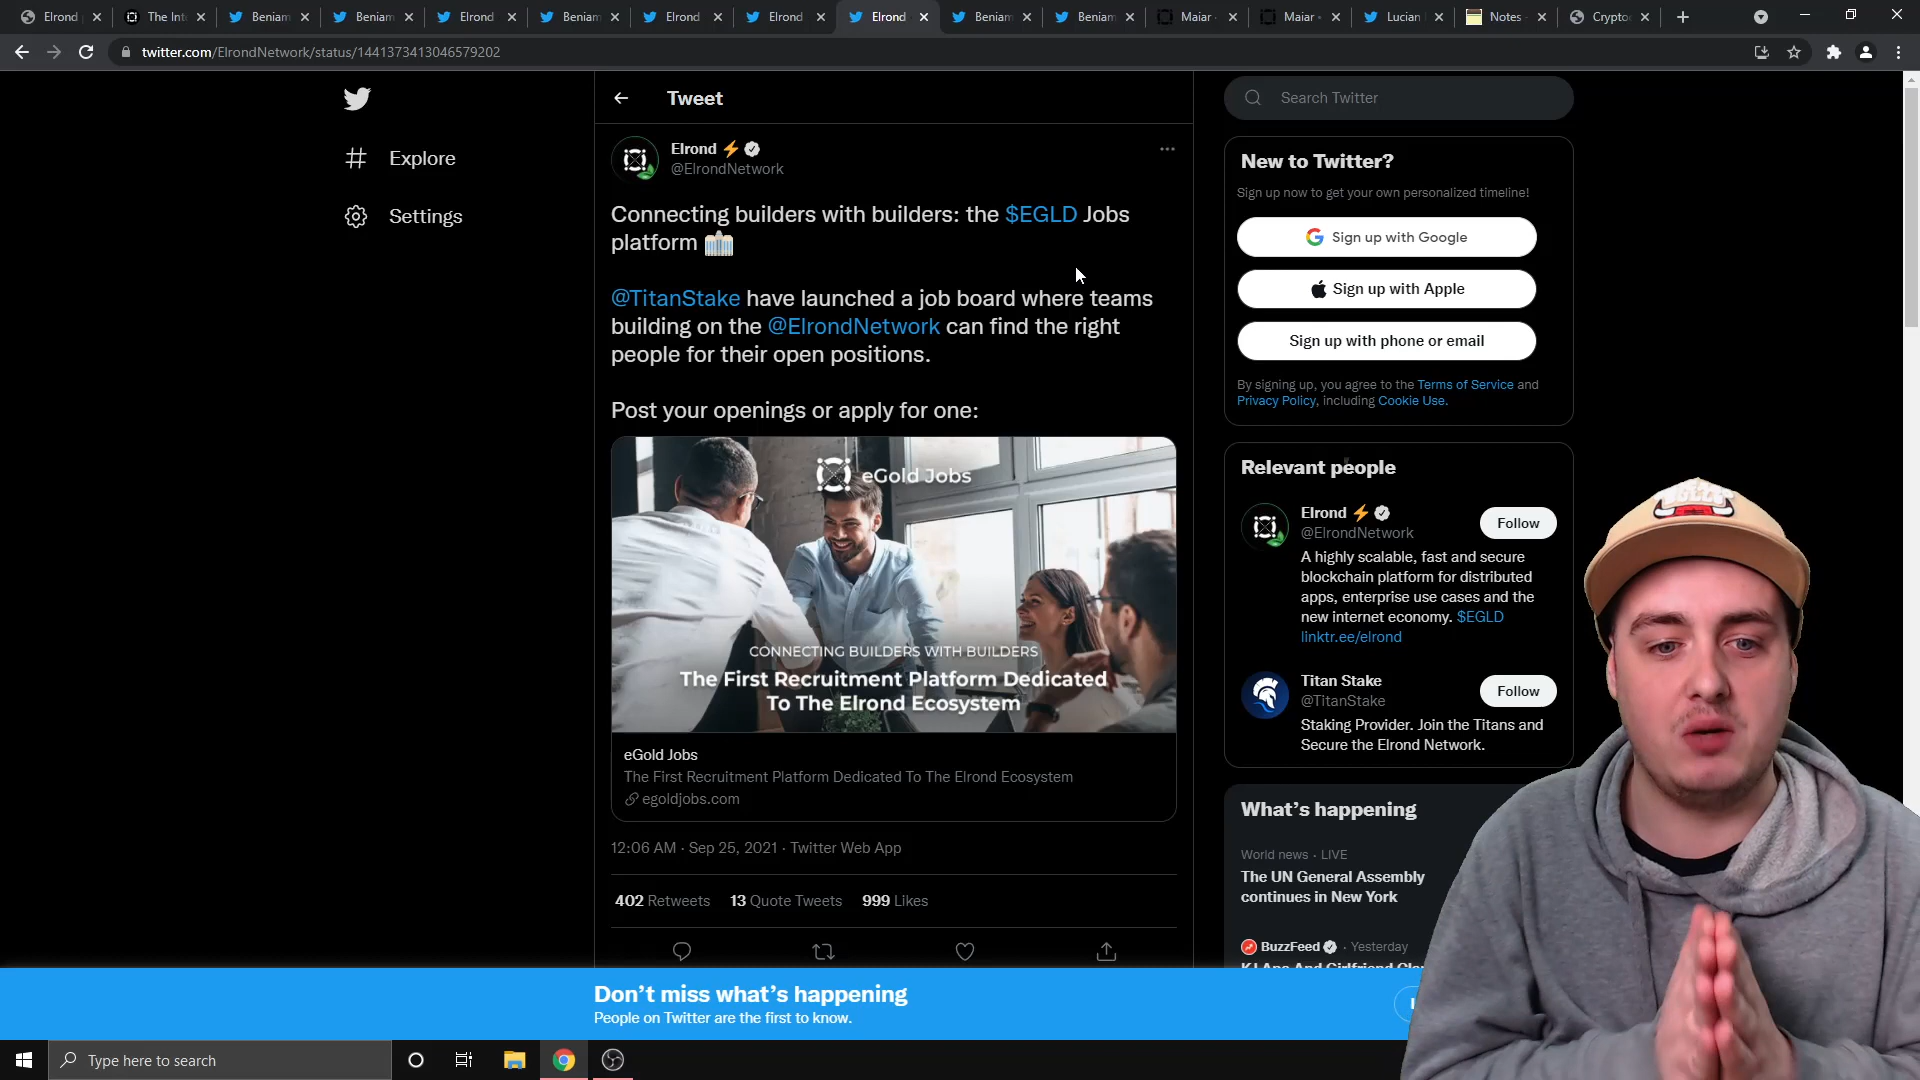 Elrond
The Int
Beniam
Beniam
Elrond
Beniam
Elrond
Elrond
Elrond
Beniam
Beniam
Maiar
Maiar
Lucian
Notes
Crypto
twitter.com/ElrondNetwork/status/1441373413046579202
Explore
Settings
Tweet
Elrond ⚡
@ElrondNetwork
Connecting builders with builders: the $EGLD Jobs
platform
@TitanStake have launched a job board where teams
building on the @ElrondNetwork can find the right
people for their open positions.
Post your openings or apply for one:
eGold Jobs
CONNECTING BUILDERS WITH BUILDERS
The First Recruitment Platform Dedicated
To The Elrond Ecosystem
eGold Jobs
The First Recruitment Platform Dedicated To The Elrond Ecosystem
egoldjobs.com
12:06 AM · Sep 25, 2021 · Twitter Web App
402 Retweets 13 Quote Tweets 999 Likes
Search Twitter
New to Twitter?
Sign up now to get your own personalized timeline!
Sign up with Google
Sign up with Apple
Sign up with phone or email
By signing up, you agree to the Terms of Service and
Privacy Policy, including Cookie Use.
Relevant people
Elrond ⚡
@ElrondNetwork
Follow
A highly scalable, fast and secure
blockchain platform for distributed
apps, enterprise use cases and the
new internet economy. $EGLD
linktr.ee/elrond
Titan Stake
@TitanStake
Follow
Staking Provider. Join the Titans and
Secure the Elrond Network.
What's happening
World news · LIVE
The UN General Assembly
continues in New York
BuzzFeed · Yesterday
Don't miss what's happening
People on Twitter are the first to know.
Type here to search